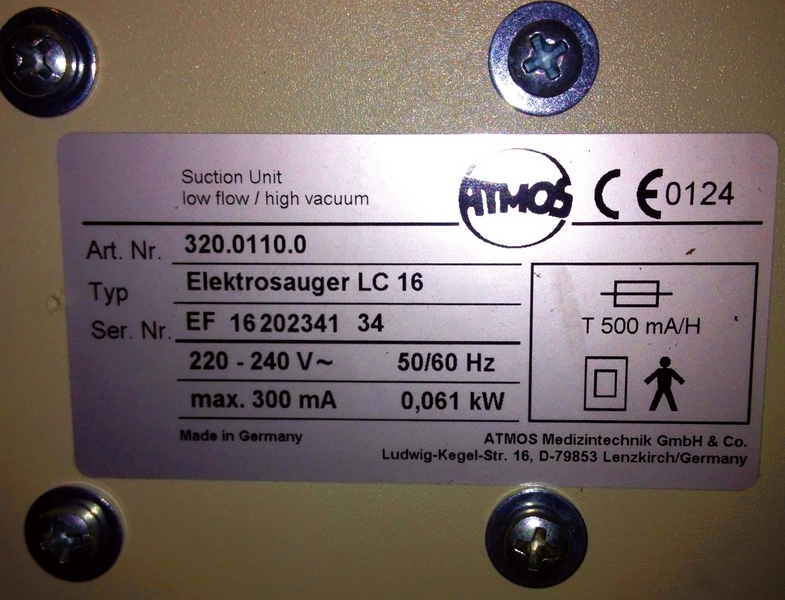 Suction Unit
low flow / high vacuum
ATMOS
CE 0124
Art. Nr. 320.0110.0
Typ Elektrosauger LC 16
Ser. Nr. EF 16202341 34
220 - 240 V~ 50/60 Hz
max. 300 mA 0,061 kW
T 500 mA/H
Made in Germany
ATMOS Medizintechnik GmbH & Co.
Ludwig-Kegel-Str. 16, D-79853 Lenzkirch/Germany